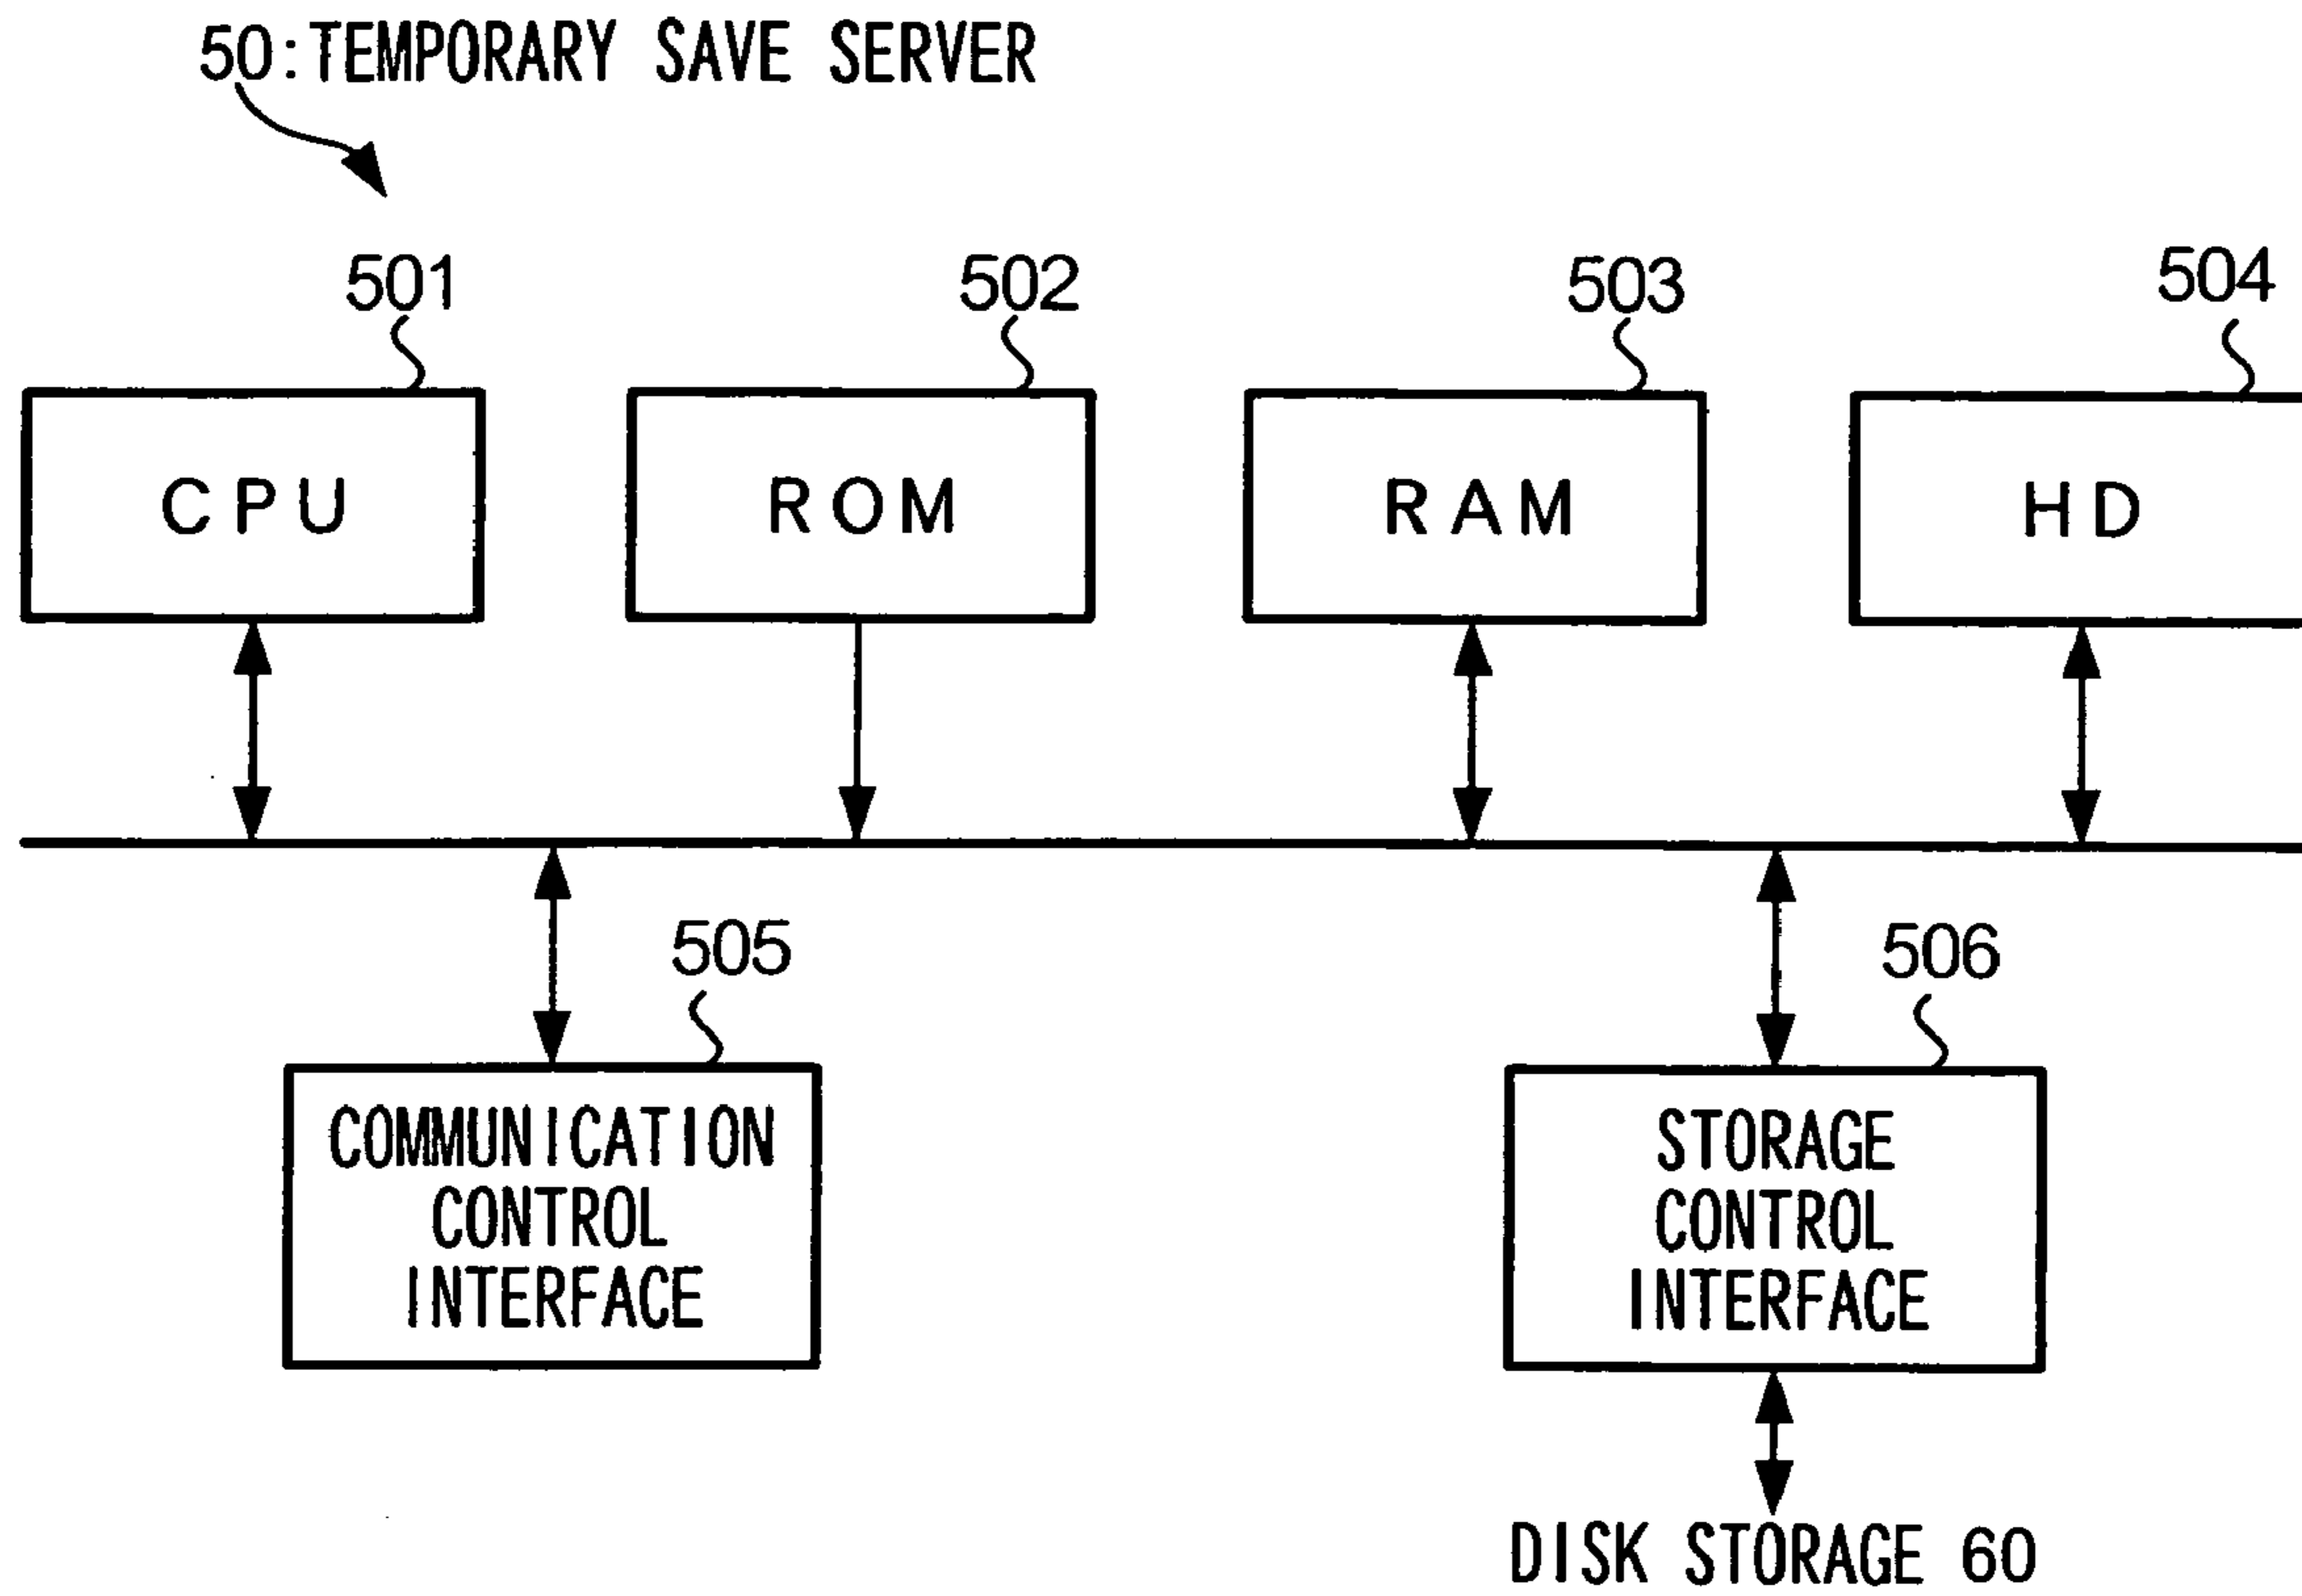 50:TEMPORARY SAVE SERVER
501
502
503
504
CPU
ROM
RAM
HD
505
506
COMMUNICATION
CONTROL
INTERFACE
STORAGE
CONTROL
INTERFACE
DISK STORAGE 60